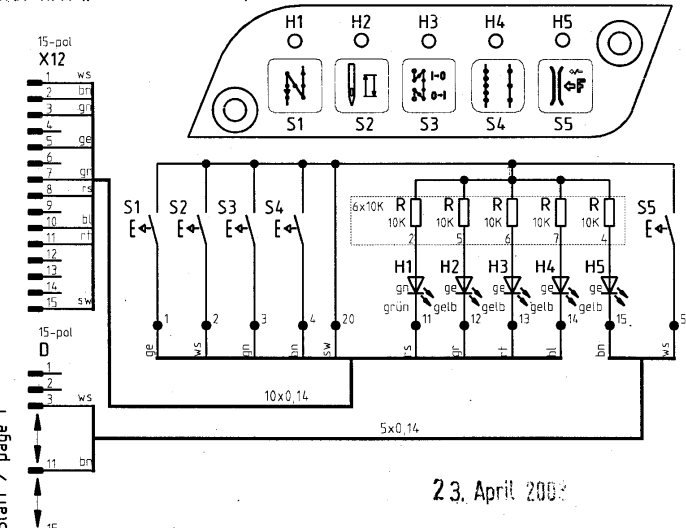 H1 H2 H3 H4 H5
I-0
0-I
S1 S2 S3 S4 S5
15-pol
X12
1 ws
2 bn
3 gn
4
5 ge
6
7 gn
8 rs
9
10 bl
11 rt
12
13
14
15 sw
S1 S2 S3 S4 S5
6x10K
R R R R R
10K 10K 10K 10K 10K
2 5 6 7 4
H1 H2 H3 H4 H5
gn ge ge ge ge
grün gelb gelb gelb gelb
1 2 3 4 20 11 12 13 14 15 5
ge ws gn bn sw rs gr rt bl bn ws
10x0,14
5x0,14
15-pol
D
1
2
3 ws
11 bn
15
Blatt / page 1
23. April